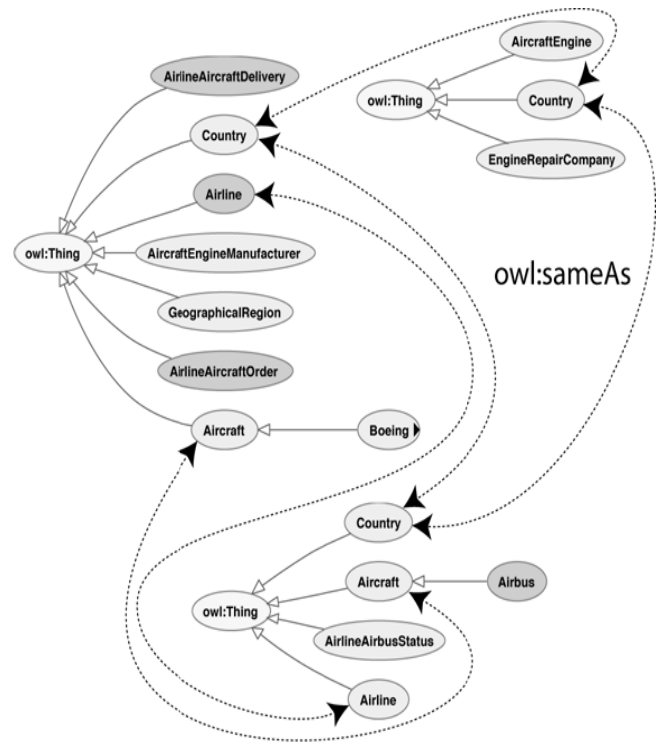 AircraftEngine
AirlineAircraftDelivery
owl:Thing
Country
Country
EngineRepairCompany
Airline
owl:Thing
AircraftEngineManufacturer
owl:sameAs
GeographicalRegion
AirlineAircraftOrder
Aircraft
Boeing
Country
Aircraft
Airbus
owl:Thing
AirlineAirbusStatus
Airline